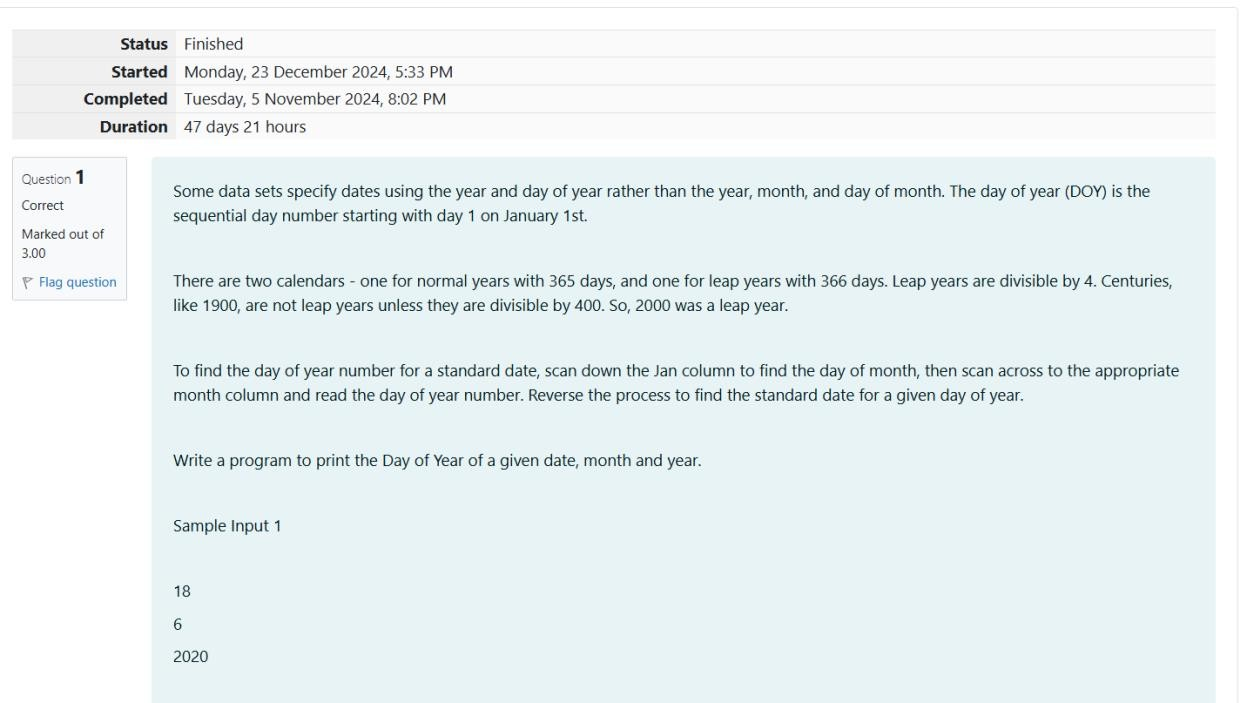 Status Finished
Started Monday, 23 December 2024, 5:33 PM
Completed Tuesday, 5 November 2024, 8:02 PM
Duration 47 days 21 hours
Question 1
Correct
Marked out of
3.00
Flag question
Some data sets specify dates using the year and day of year rather than the year, month, and day of month. The day of year (DOY) is the
sequential day number starting with day 1 on January 1st.
There are two calendars - one for normal years with 365 days, and one for leap years with 366 days. Leap years are divisible by 4. Centuries,
like 1900, are not leap years unless they are divisible by 400. So, 2000 was a leap year.
To find the day of year number for a standard date, scan down the Jan column to find the day of month, then scan across to the appropriate
month column and read the day of year number. Reverse the process to find the standard date for a given day of year.
Write a program to print the Day of Year of a given date, month and year.
Sample Input 1
18
6
2020